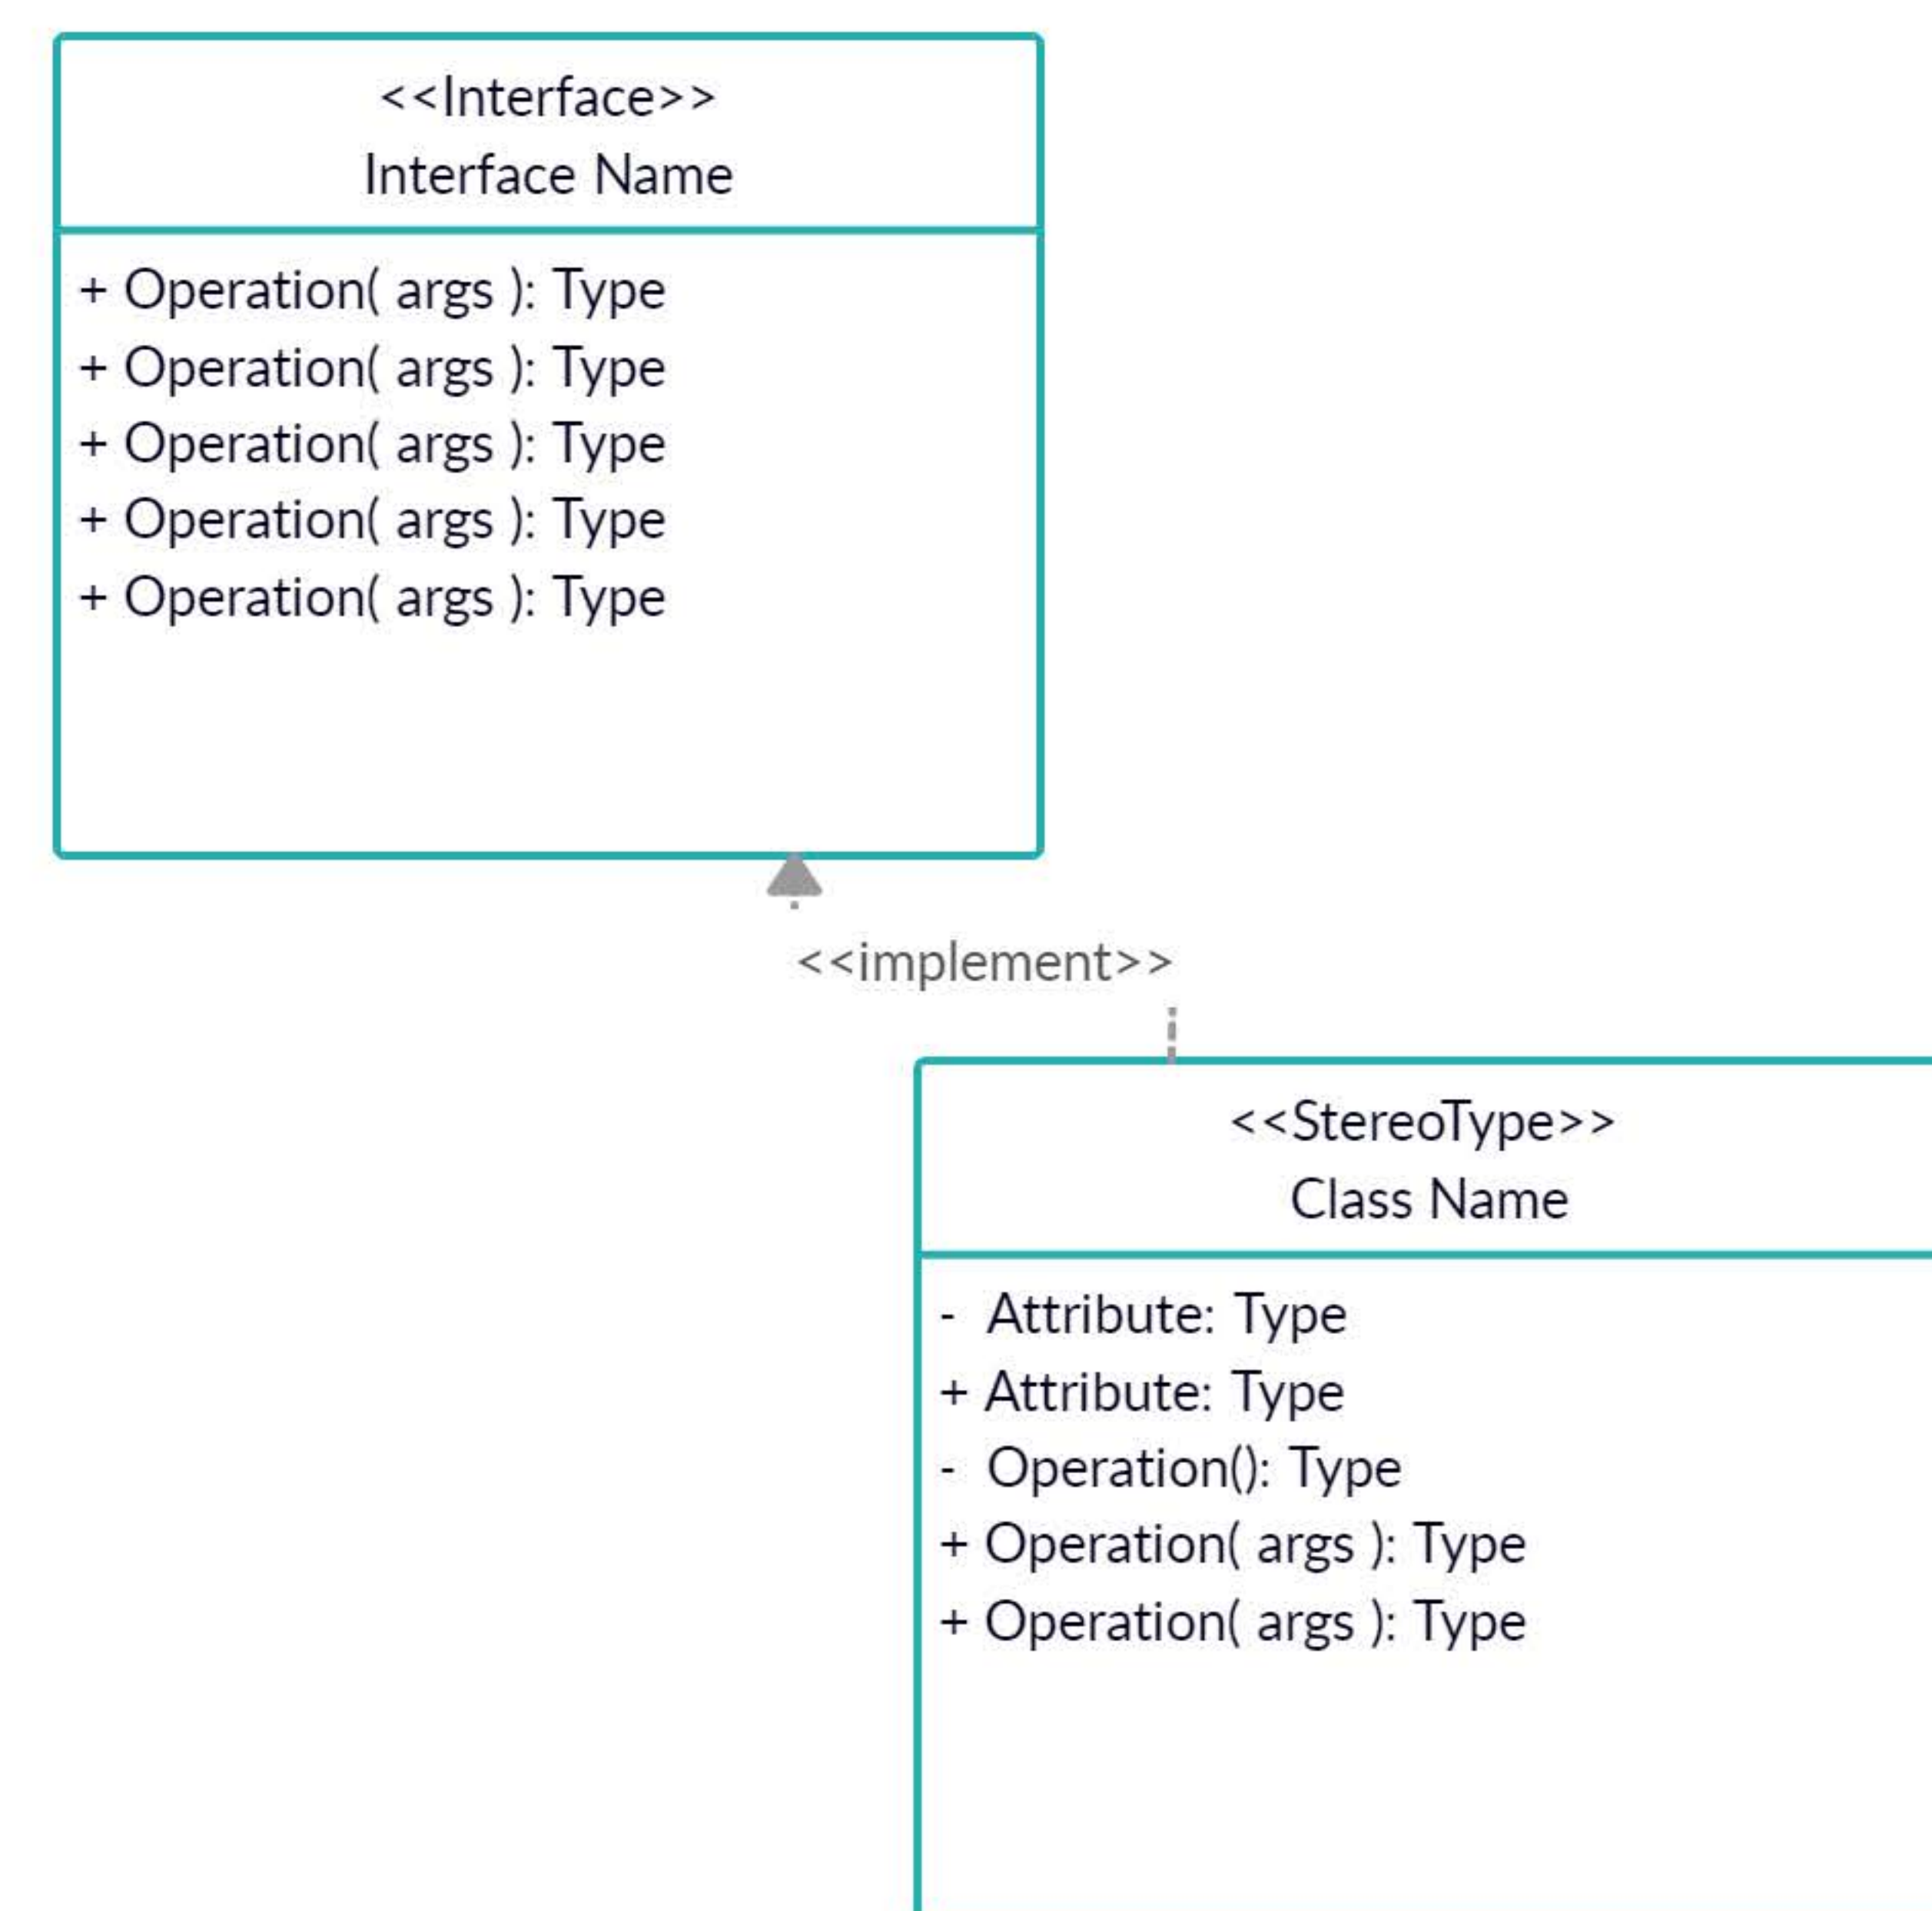 <<Interface>>
Interface Name
+ Operation( args ): Type
+ Operation( args ): Type
+ Operation( args ): Type
+ Operation( args ): Type
+ Operation( args ): Type
<<implement>>
<<StereoType>>
Class Name
- Attribute: Type
+ Attribute: Type
- Operation(): Type
+ Operation( args ): Type
+ Operation( args ): Type